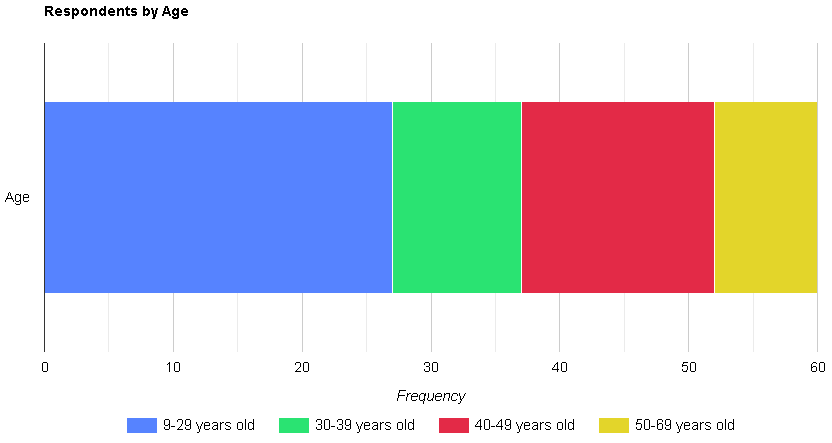 Respondents by Age
Age
0 10 20 30 40 50 60
Frequency
9-29 years old 30-39 years old 40-49 years old 50-69 years old